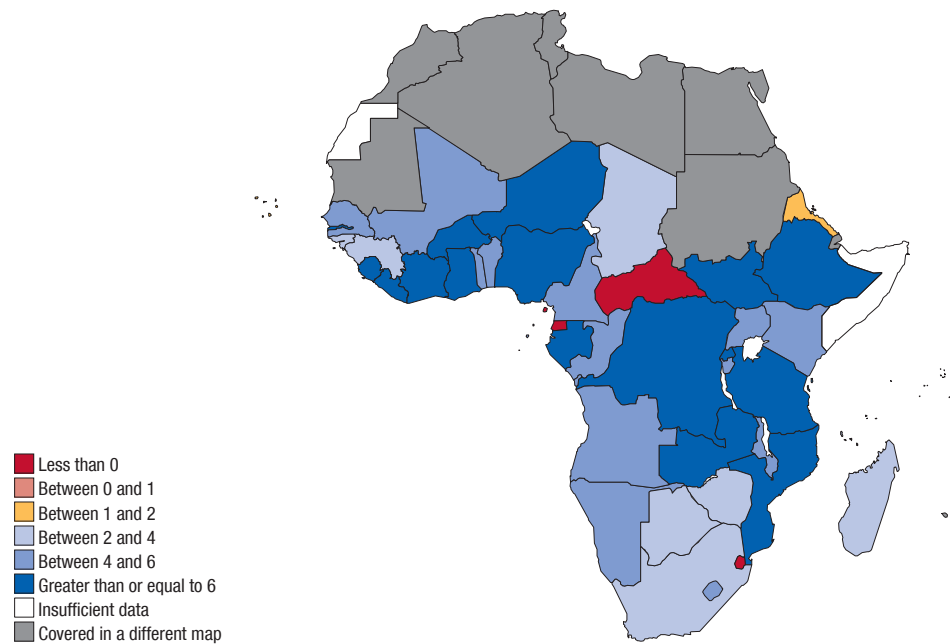 Less than 0
Between 0 and 1
Between 1 and 2
Between 2 and 4
Between 4 and 6
Greater than or equal to 6
Insufficient data
Covered in a different map